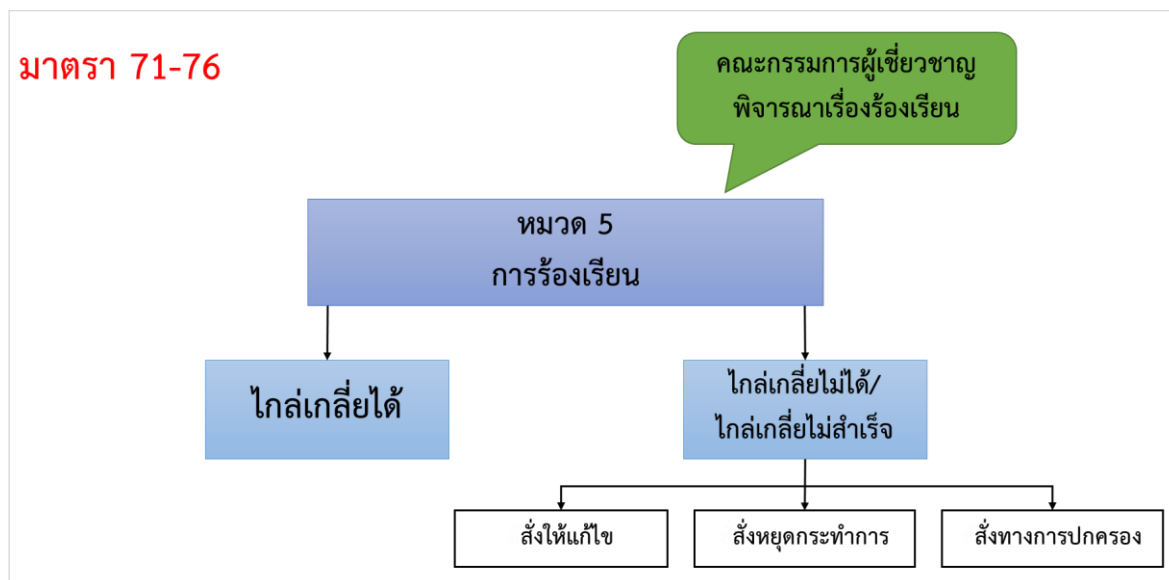 มาตรา 71-76
คณะกรรมการผู้เชี่ยวชาญ
พิจารณาเรื่องร้องเรียน
หมวด 5
การร้องเรียน
ไกล่เกลี่ยได้
ไกล่เกลี่ยไม่ได้/
ไกล่เกลี่ยไม่สำเร็จ
สั่งให้แก้ไข
สั่งหยุดกระทำการ
สั่งทางการปกครอง